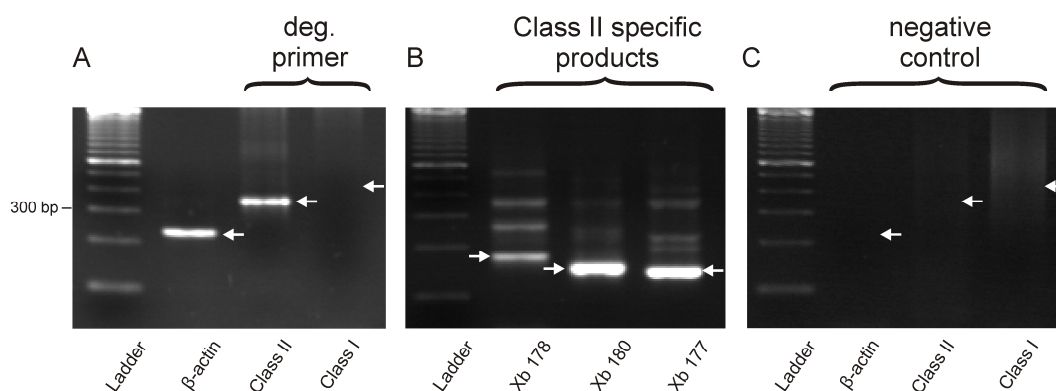 A
deg.
primer
B
Class II specific
products
C
negative
control
300 bp
Ladder
β-actin
Class II
Class I
Ladder
Xb 178
Xb 180
Xb 177
Ladder
β-actin
Class II
Class I